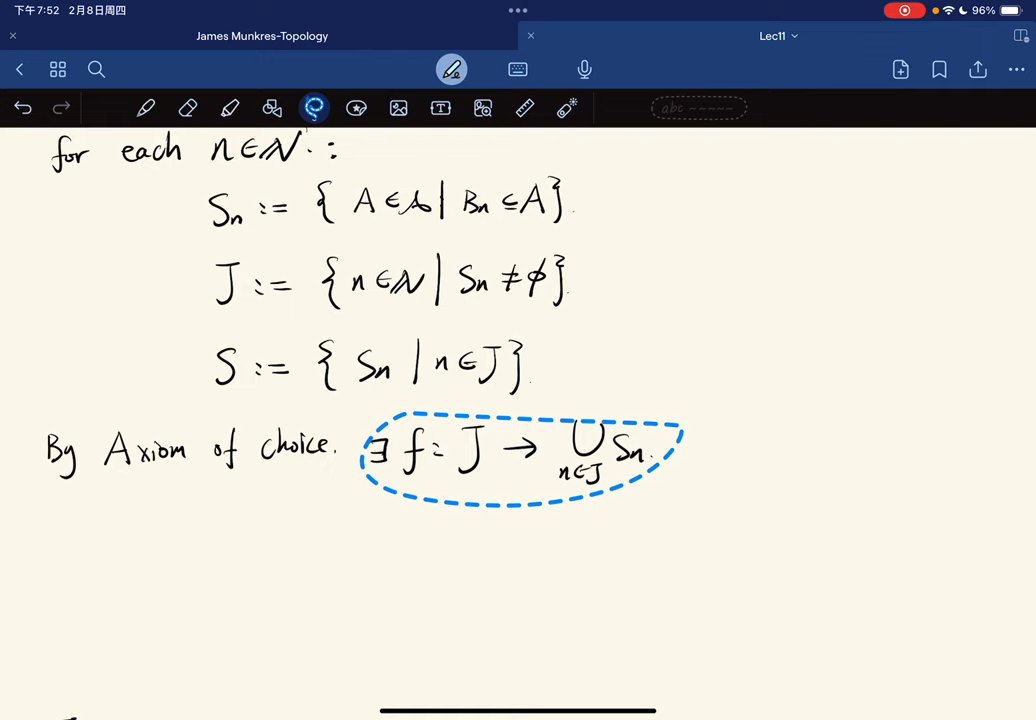 下午7:52 2月8日周四 96%
James Munkres-Topology Lec11
abc
for each n∈ℕ :
Sₙ := { A∈𝒜 | Bₙ ⊆ A }.
J := { n∈ℕ | Sₙ ≠ ϕ }.
S := { Sₙ | n∈J }.
By Axiom of choice. ∃ f: J → ∪ Sₙ.
n∈J